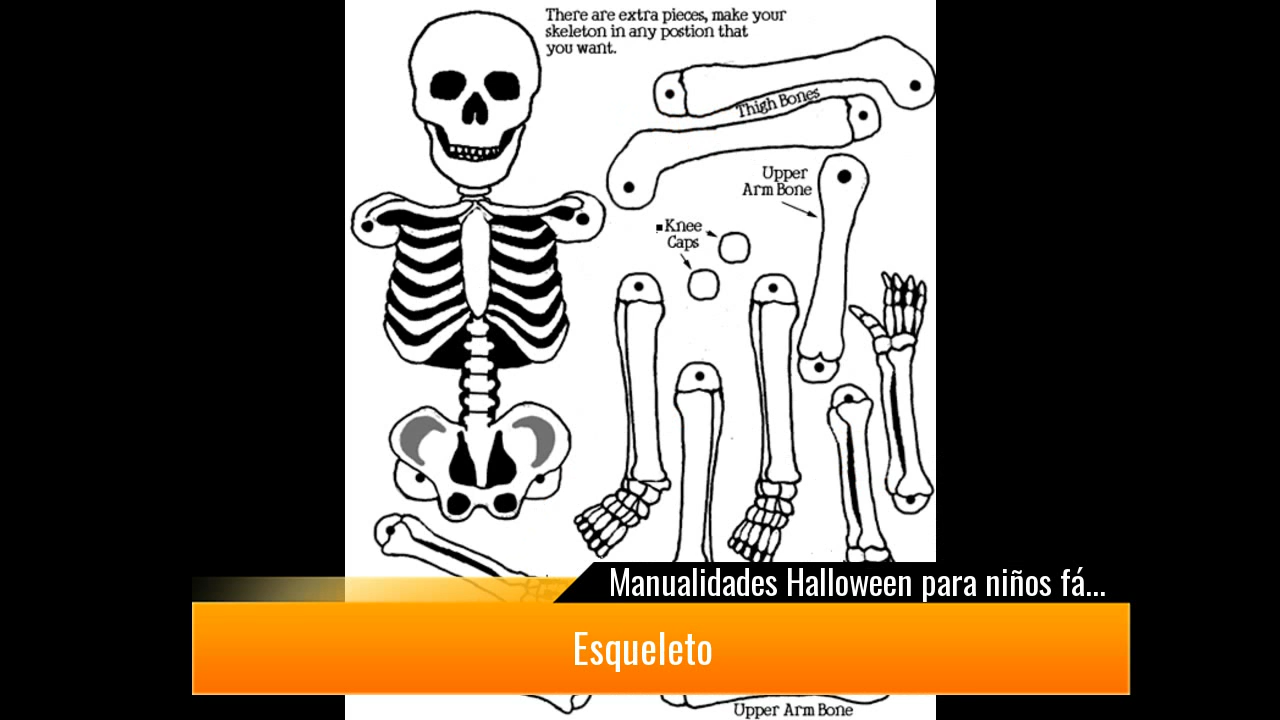 There are extra pieces, make your
skeleton in any postion that
you want.
Thigh Bones
Upper
Arm Bone
Knee
Caps
Manualidades Halloween para niños fá...
Esqueleto
Upper Arm Bone